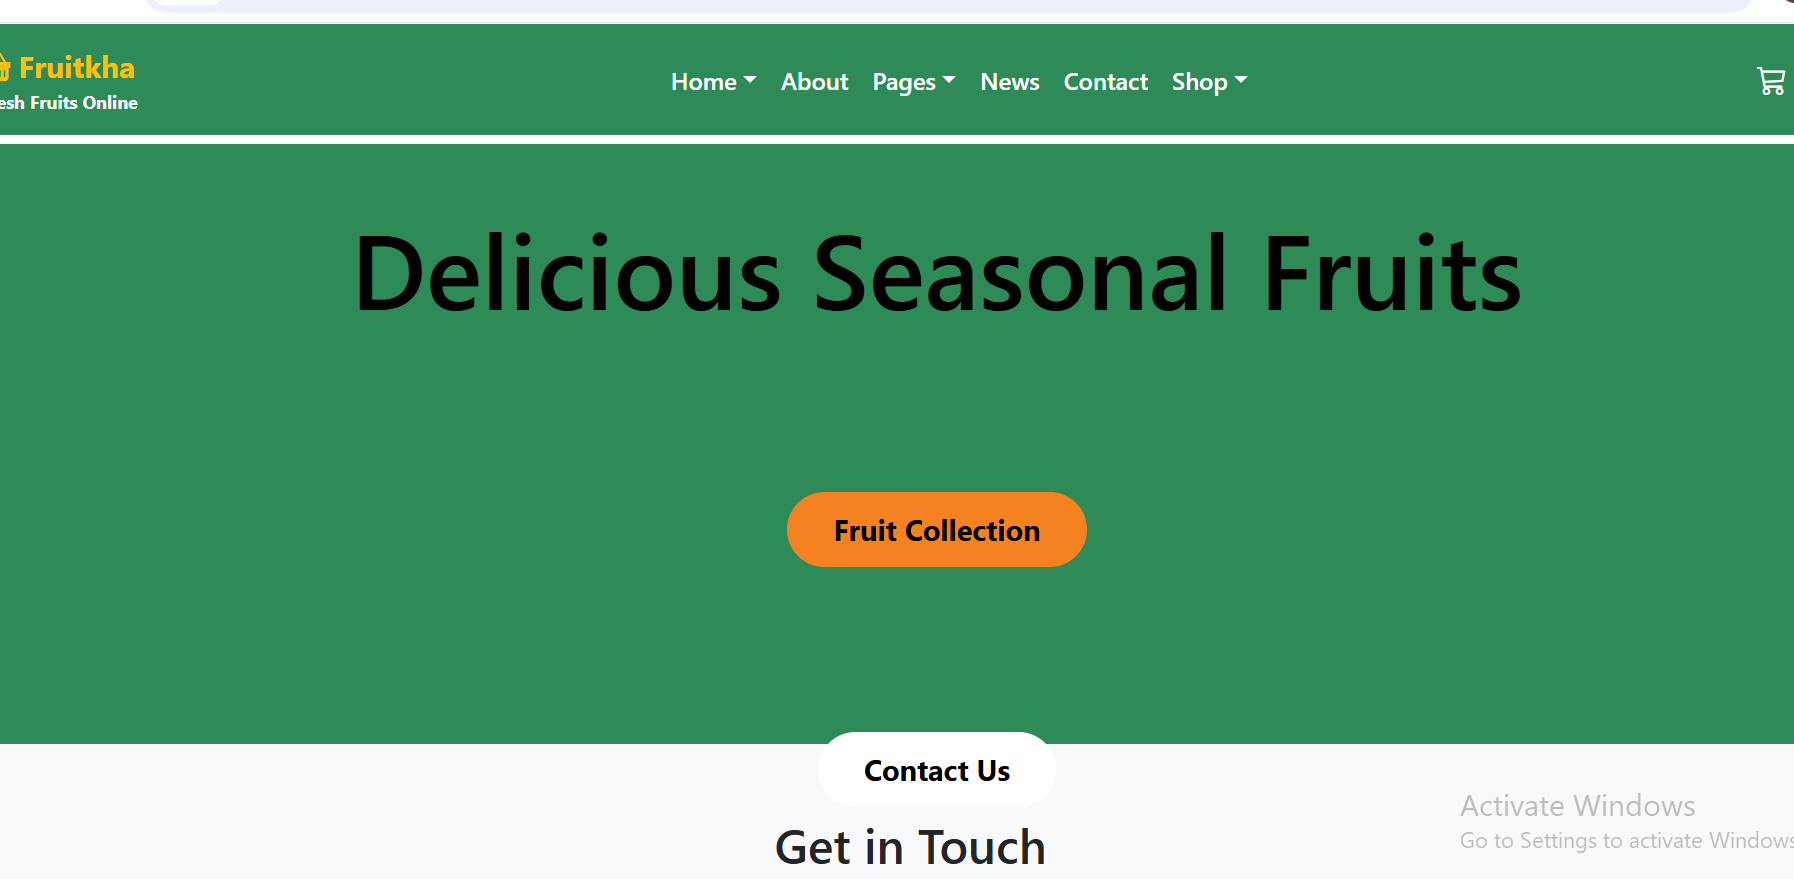 Fruitkha
esh Fruits Online
Home About Pages News Contact Shop
Delicious Seasonal Fruits
Fruit Collection
Contact Us
Get in Touch
Activate Windows
Go to Settings to activate Windows